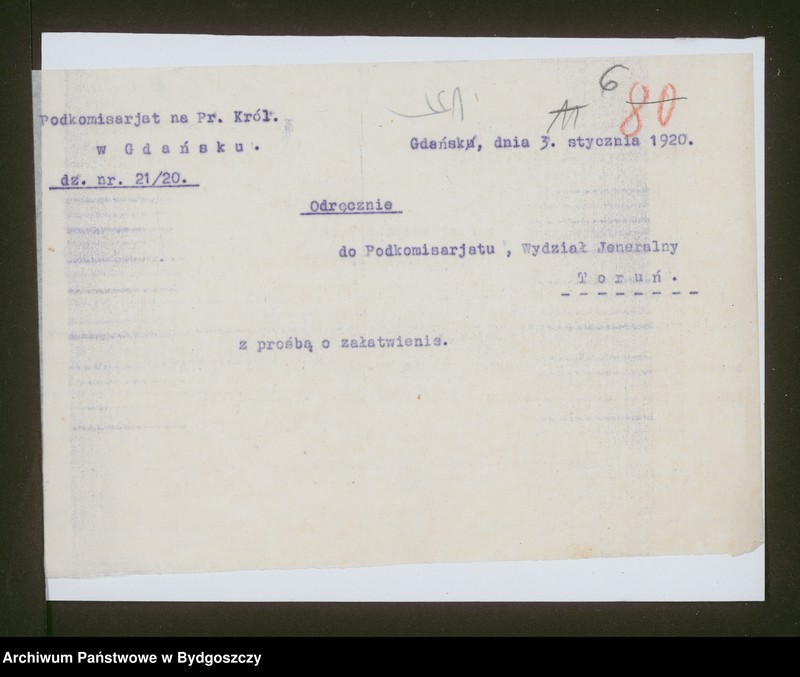 6
80
11
Podkomisarjat na Pr. Król.
w Gdańsku.
Gdańsk, dnia 3. stycznia 1920.
dz. nr. 21/20.
Odręcznie
do Podkomisarjatu , Wydział Jeneralny
Toruń.
z prośbą o załatwienie.
Archiwum Państwowe w Bydgoszczy